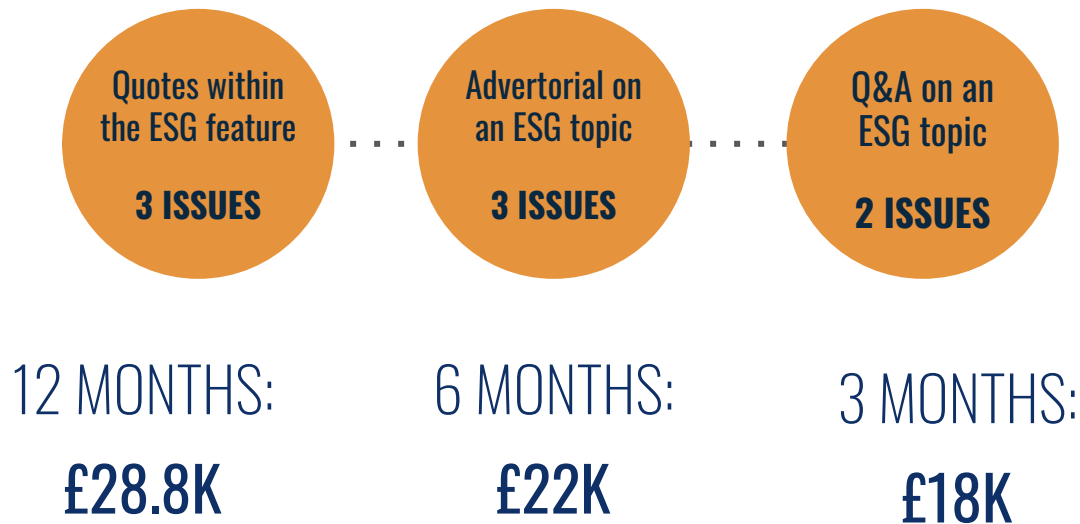 Quotes within
the ESG feature
3 ISSUES
Advertorial on
an ESG topic
3 ISSUES
Q&A on an
ESG topic
2 ISSUES
12 MONTHS:
£28.8K
6 MONTHS:
£22K
3 MONTHS:
£18K